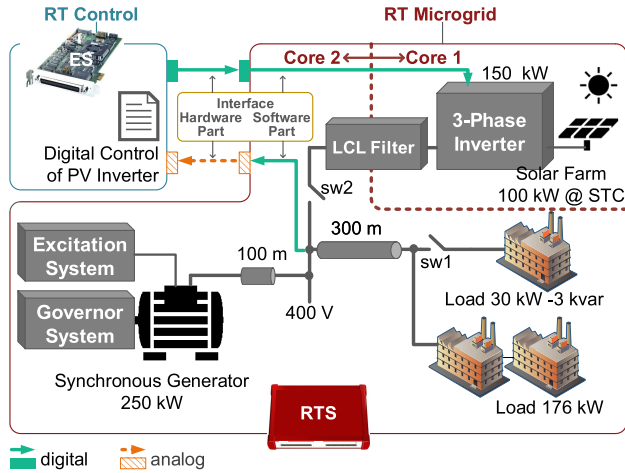 RT Control
RT Microgrid
ES
Core 2
Core 1
150 kW
Interface
Hardware Software
Part Part
3-Phase
Inverter
LCL Filter
Digital Control
of PV Inverter
Solar Farm
100 kW @ STC
sw2
300 m
100 m
sw1
Excitation
System
Governor
System
400 V
Load 30 kW -3 kvar
Synchronous Generator
250 kW
Load 176 kW
RTS
digital
analog